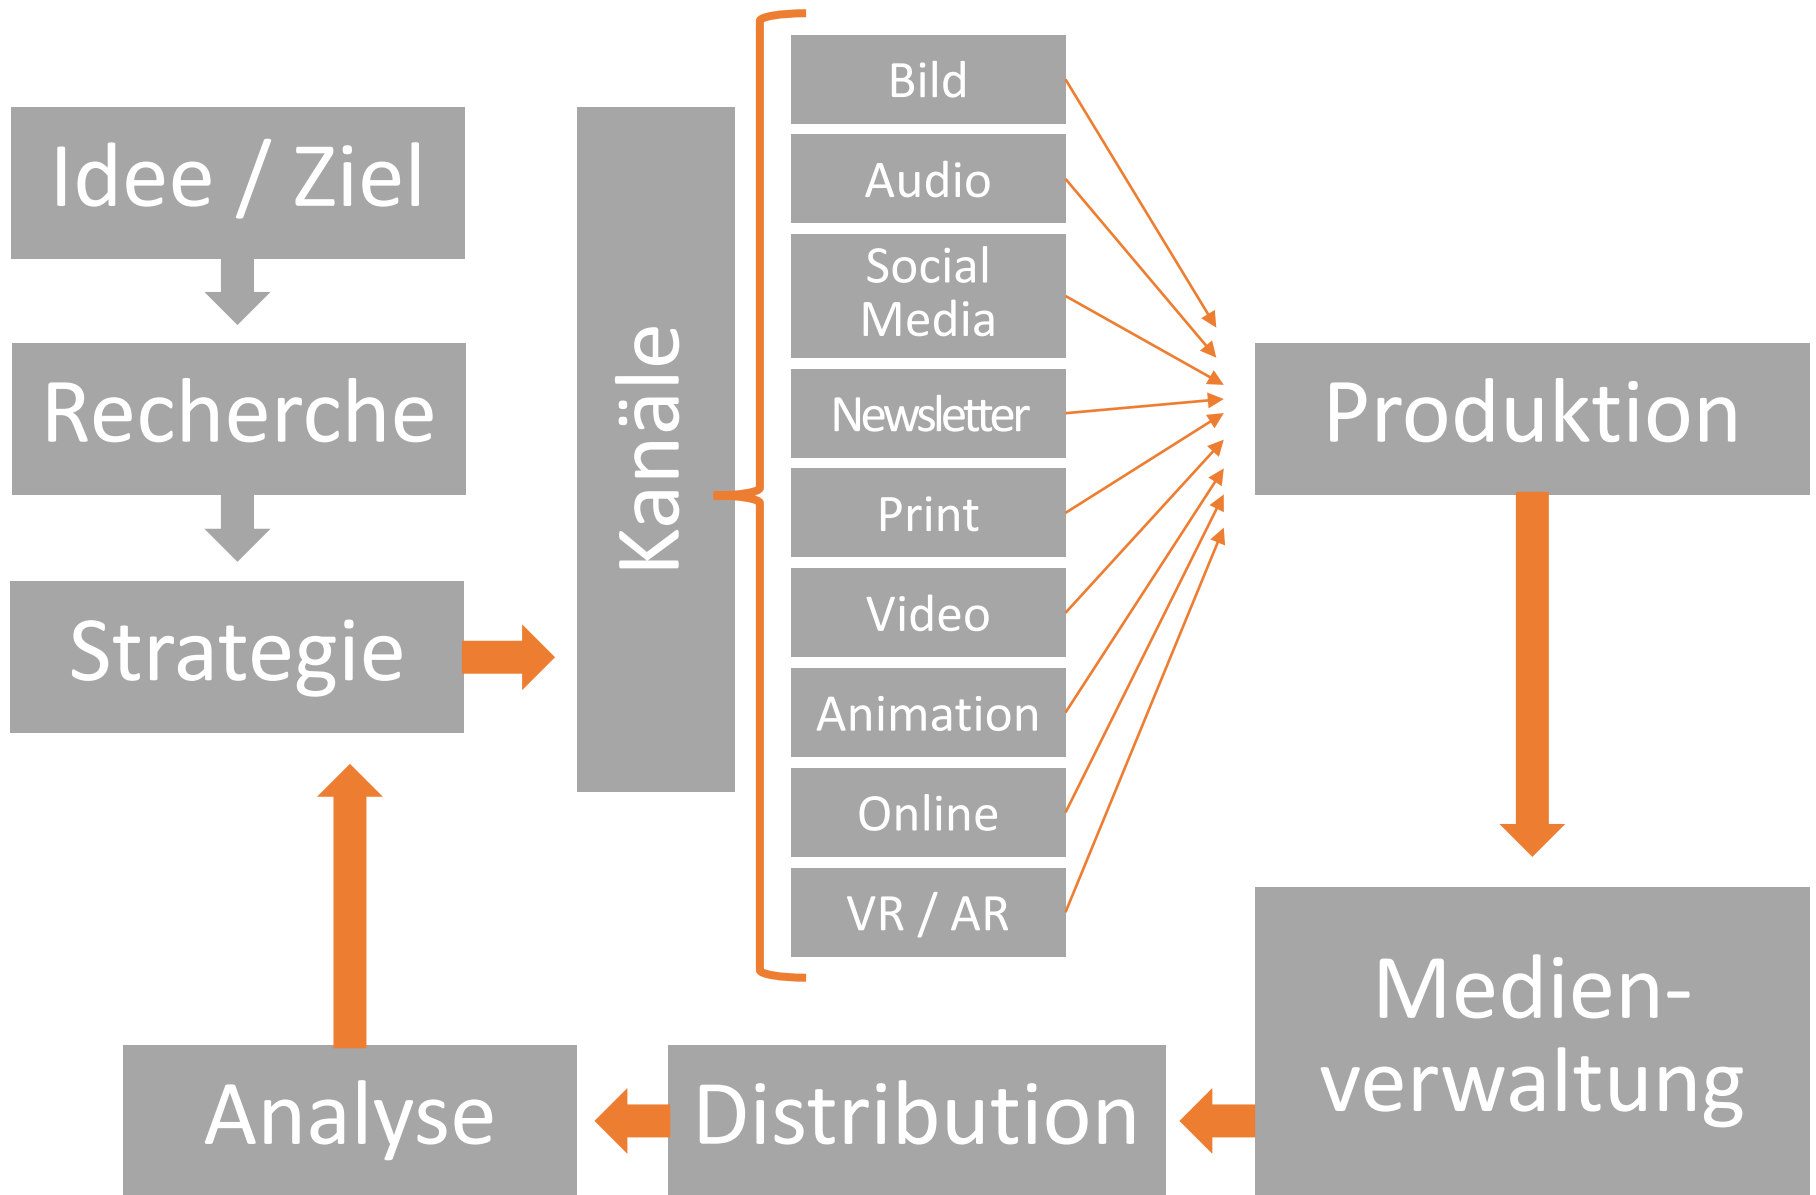 Idee / Ziel
Recherche
Strategie
Kanäle
Bild
Audio
Social
Media
Newsletter
Print
Video
Animation
Online
VR / AR
Produktion
Medien-
verwaltung
Distribution
Analyse